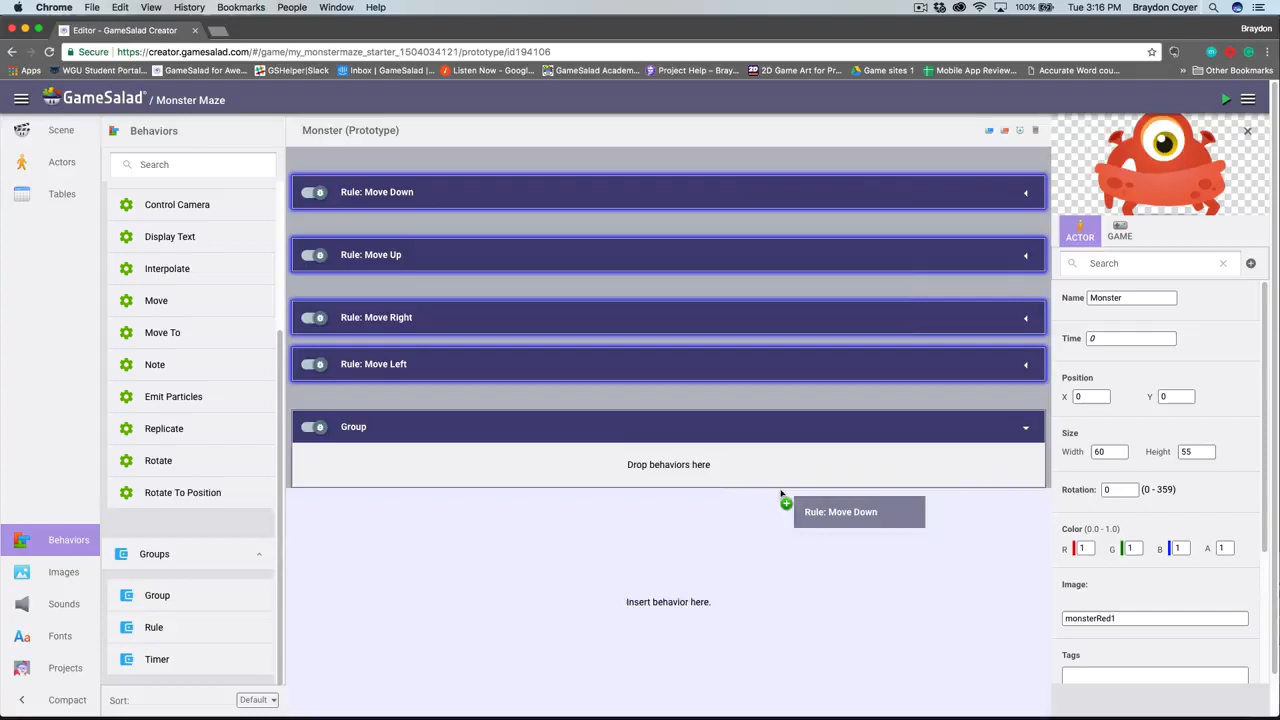 Chrome File Edit View History Bookmarks People Window Help 100% Tue 3:16 PM Braydon Coyer
Editor - GameSalad Creator Braydon
Secure https://creator.gamesalad.com/#/game/my_monstermaze_starter_1504034121/prototype/id194106
Apps WGU Student Portal... GameSalad for Awe... GSHelper|Slack Inbox | GameSalad |... Listen Now - Googl... GameSalad Academ... Project Help – Bray... 2D Game Art for Pr... Game sites 1 Mobile App Review... Accurate Word cou... » Other Bookmarks
GameSalad® / Monster Maze
Scene
Actors
Tables
Behaviors
Images
Sounds
Aa Fonts
Projects
Compact
Behaviors
Search
Control Camera
Display Text
Interpolate
Move
Move To
Note
Emit Particles
Replicate
Rotate
Rotate To Position
Groups
Group
Rule
Timer
Sort: Default
Monster (Prototype)
Rule: Move Down
Rule: Move Up
Rule: Move Right
Rule: Move Left
Group
Drop behaviors here
Rule: Move Down
Insert behavior here.
ACTOR GAME
Search
Name Monster
Time 0
Position
X 0 Y 0
Size
Width 60 Height 55
Rotation: 0 (0 - 359)
Color (0.0 - 1.0)
R 1 G 1 B 1 A 1
Image:
monsterRed1
Tags